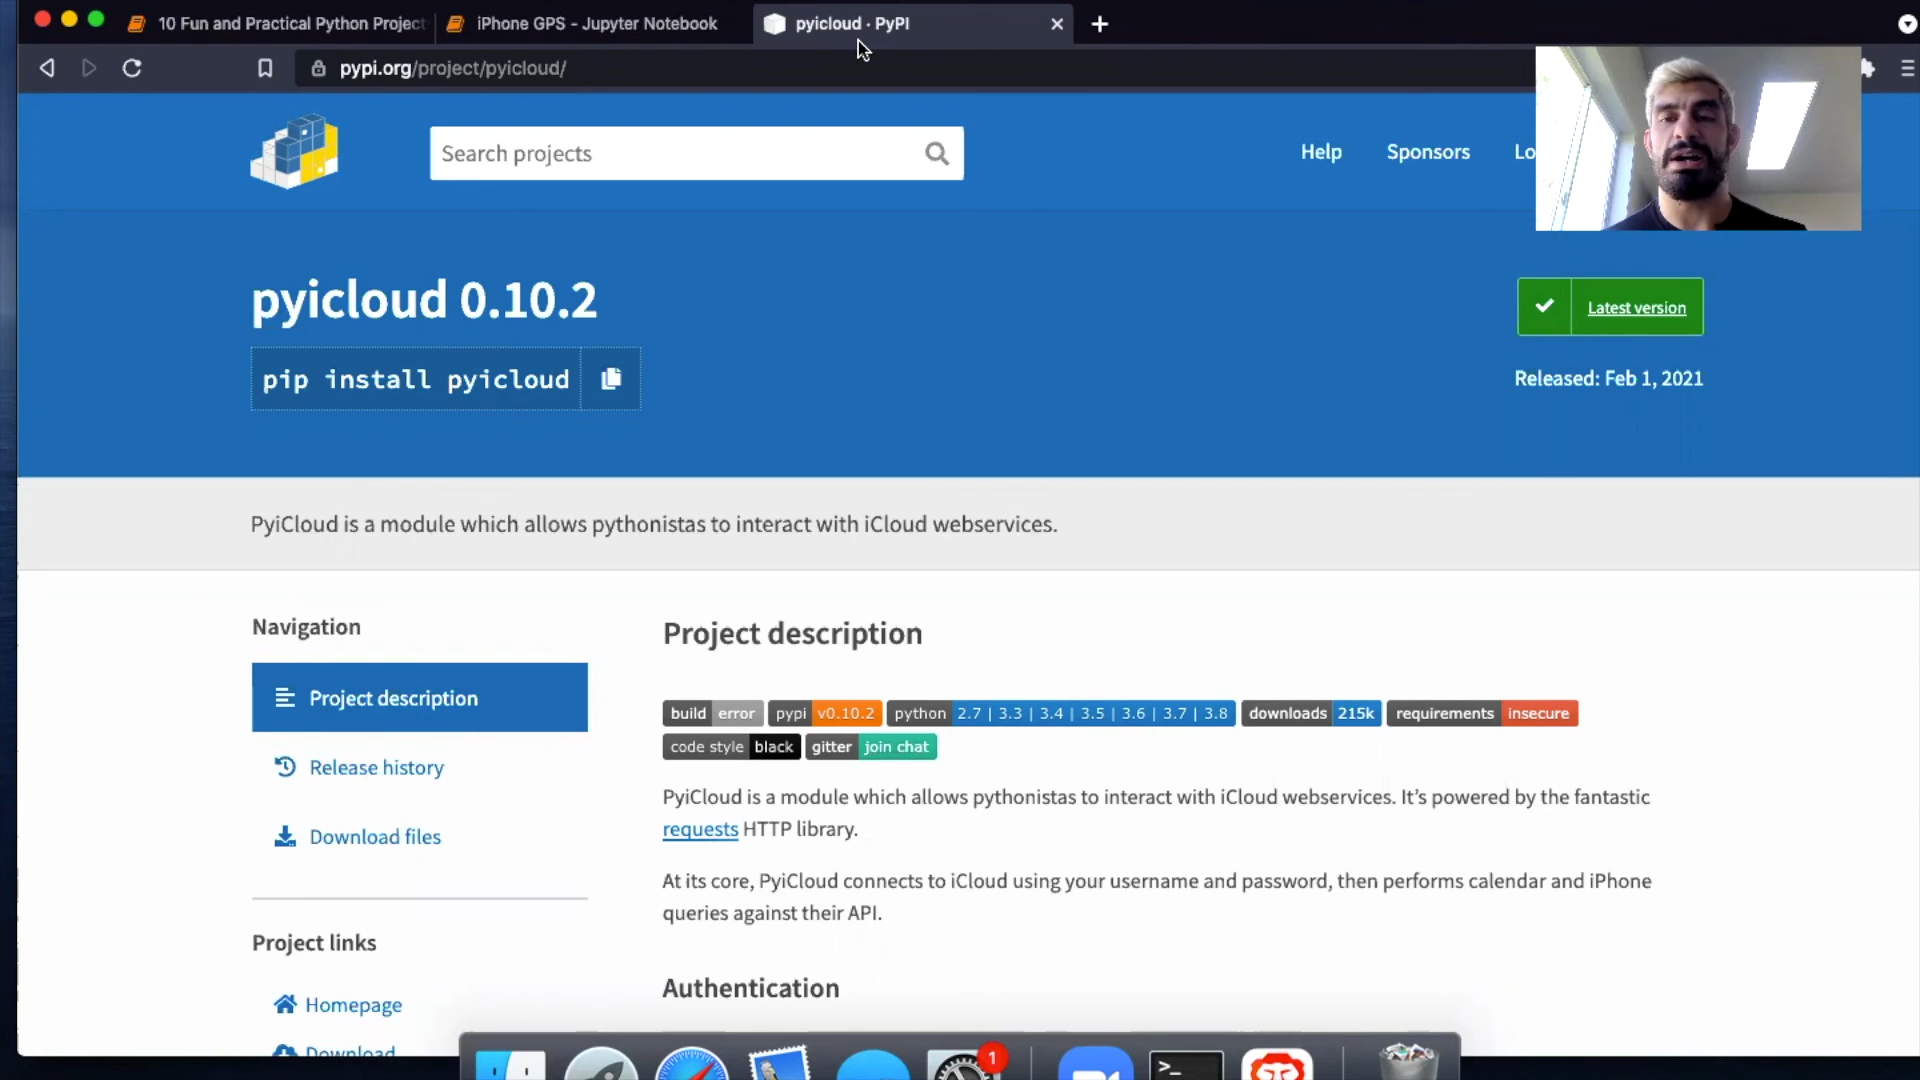 10 Fun and Practical Python Project
iPhone GPS - Jupyter Notebook
pyicloud · PyPI
pypi.org/project/pyicloud/
Search projects
Help
Sponsors
Lo
pyicloud 0.10.2
pip install pyicloud
Latest version
Released: Feb 1, 2021
PyiCloud is a module which allows pythonistas to interact with iCloud webservices.
Navigation
Project description
Release history
Download files
Project links
Homepage
Download
Project description
build error pypi v0.10.2 python 2.7 | 3.3 | 3.4 | 3.5 | 3.6 | 3.7 | 3.8 downloads 215k requirements insecure
code style black gitter join chat
PyiCloud is a module which allows pythonistas to interact with iCloud webservices. It’s powered by the fantastic
requests HTTP library.
At its core, PyiCloud connects to iCloud using your username and password, then performs calendar and iPhone
queries against their API.
Authentication
1
>_